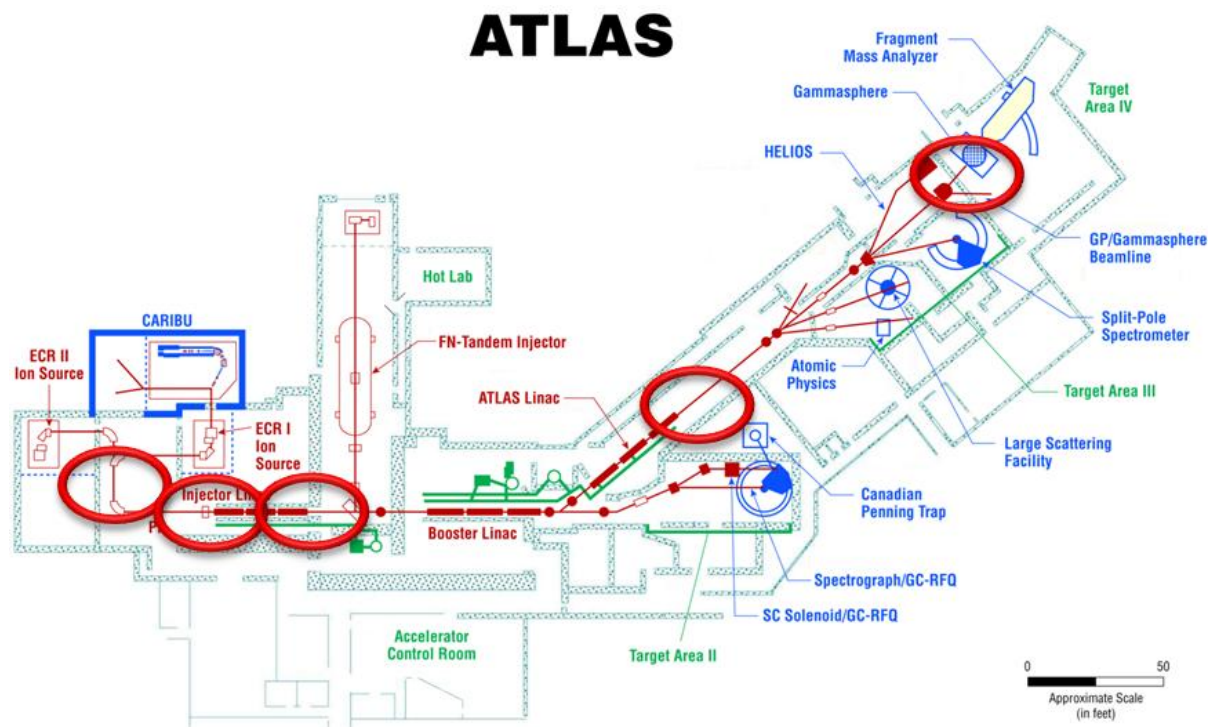 ATLAS
Fragment
Mass Analyzer
Gammasphere
Target
Area IV
HELIOS
GP/Gammasphere
Beamline
Hot Lab
CARIBU
FN-Tandem Injector
Split-Pole
Spectrometer
ECR II
Ion Source
Atomic
Physics
Target Area III
ATLAS Linac
ECR I
Ion
Source
Large Scattering
Facility
Injector
Canadian
Penning Trap
Booster Linac
Spectrograph/GC-RFQ
SC Solenoid/GC-RFQ
Accelerator
Control Room
Target Area II
0 50
Approximate Scale
(in feet)